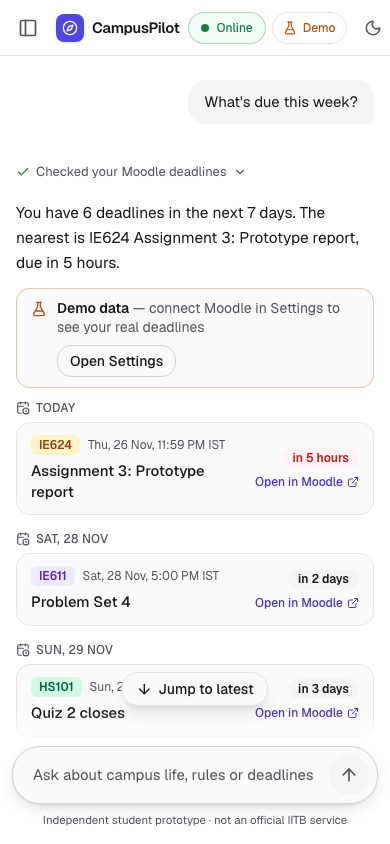 CampusPilot
Online
Demo
What's due this week?
Checked your Moodle deadlines
You have 6 deadlines in the next 7 days. The
nearest is IE624 Assignment 3: Prototype report,
due in 5 hours.
Demo data — connect Moodle in Settings to
see your real deadlines
Open Settings
TODAY
IE624 Thu, 26 Nov, 11:59 PM IST
in 5 hours
Assignment 3: Prototype
report
Open in Moodle
SAT, 28 NOV
IE611 Sat, 28 Nov, 5:00 PM IST
in 2 days
Problem Set 4
Open in Moodle
SUN, 29 NOV
HS101 Sun, 2
in 3 days
Jump to latest
Quiz 2 closes
Open in Moodle
Ask about campus life, rules or deadlines
Independent student prototype · not an official IITB service